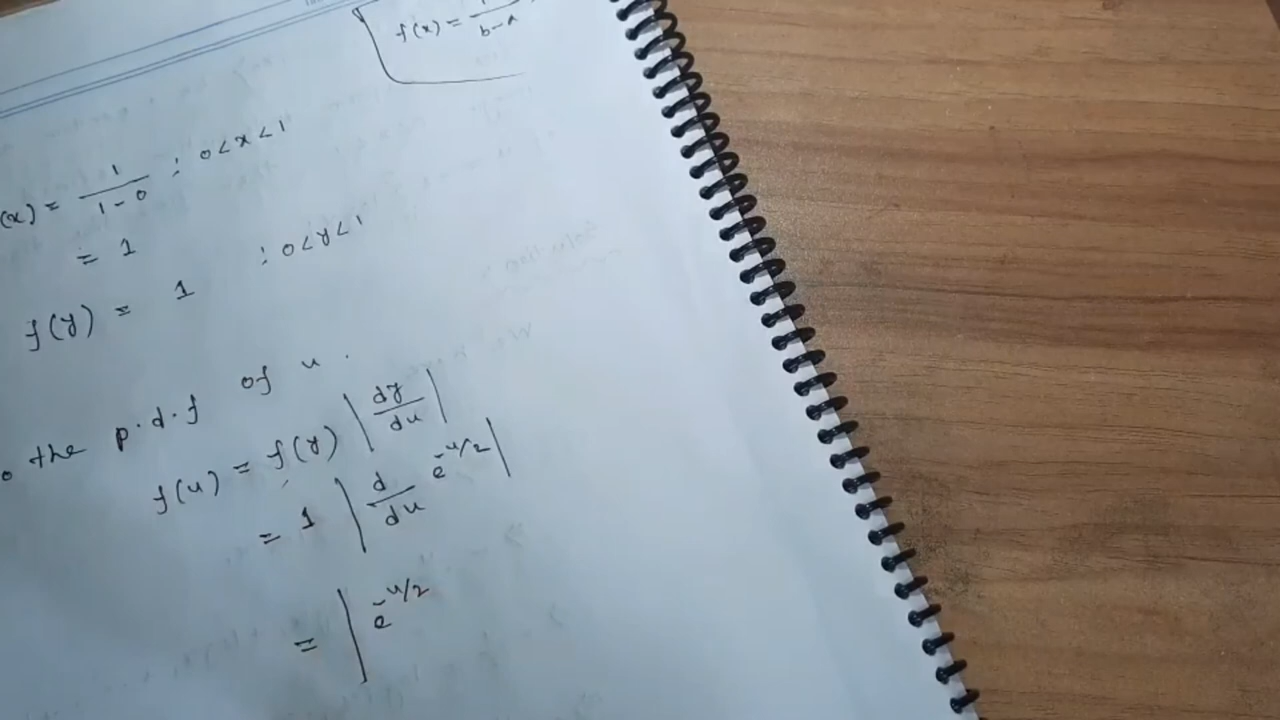 f(x) = 1/b-a
(x) = 1/1-0 ; 0<x<1
= 1
f(y) = 1 ; 0<y<1
the p.d.f of u.
f(u) = f(y) |dy/du|
= 1 |d/du e^-u/2|
= |e^-u/2